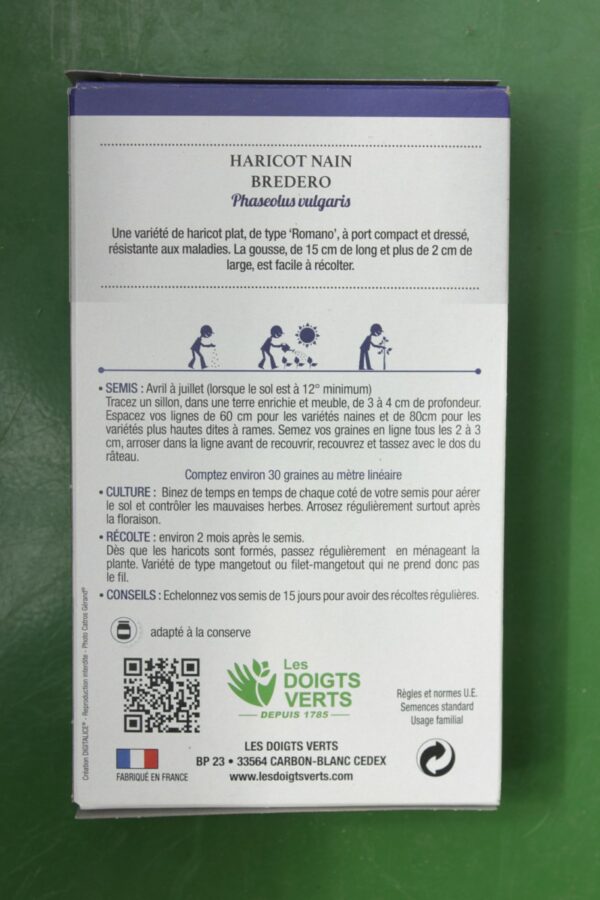 HARICOT NAIN
BREDERO
Phaseolus vulgaris
Une variété de haricot plat, de type ‘Romano’, à port compact et dressé,
résistante aux maladies. La gousse, de 15 cm de long et plus de 2 cm de
large, est facile à récolter.
• SEMIS : Avril à juillet (lorsque le sol est à 12° minimum)
Tracez un sillon, dans une terre enrichie et meuble, de 3 à 4 cm de profondeur.
Espacez vos lignes de 60 cm pour les variétés naines et de 80cm pour les
variétés plus hautes dites à rames. Semez vos graines en ligne tous les 2 à 3
cm, arroser dans la ligne avant de recouvrir, recouvrez et tassez avec le dos du
râteau.
Comptez environ 30 graines au mètre linéaire
• CULTURE : Binez de temps en temps de chaque coté de votre semis pour aérer
le sol et contrôler les mauvaises herbes. Arrosez régulièrement surtout après
la floraison.
• RÉCOLTE : environ 2 mois après le semis.
Dès que les haricots sont formés, passez régulièrement en ménageant la
plante. Variété de type mangetout ou filet-mangetout qui ne prend donc pas
le fil.
• CONSEILS : Echelonnez vos semis de 15 jours pour avoir des récoltes régulières.
adapté à la conserve
Création DIGITALICE® - Reproduction interdite - Photo Catros Gérand®
Les
DOIGTS
VERTS
DEPUIS 1785
Règles et normes U.E.
Semences standard
Usage familial
FABRIQUÉ EN FRANCE
LES DOIGTS VERTS
BP 23 • 33564 CARBON-BLANC CEDEX
www.lesdoigtsverts.com